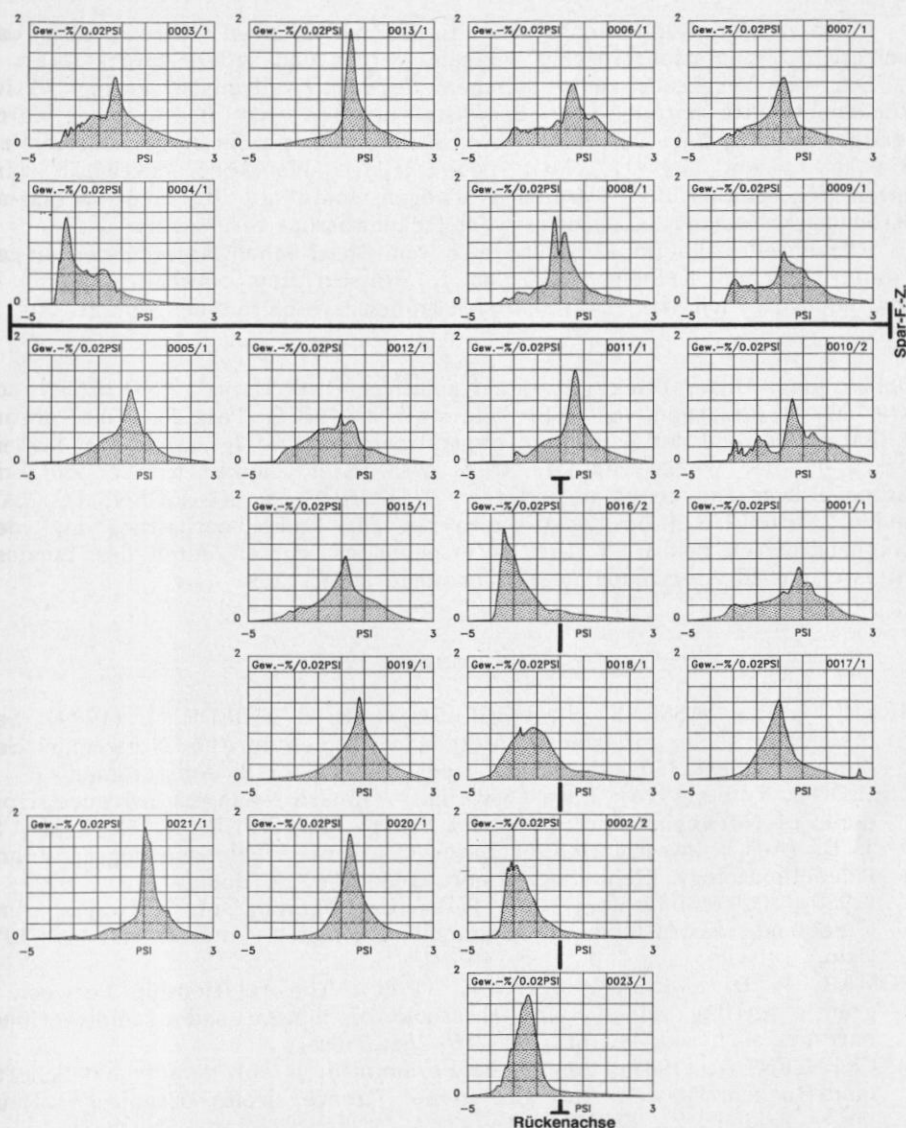 2
Gew.-%/0.02PSI 0003/1
0
-5 PSI 3
2
Gew.-%/0.02PSI 0013/1
0
-5 PSI 3
2
Gew.-%/0.02PSI 0006/1
0
-5 PSI 3
2
Gew.-%/0.02PSI 0007/1
0
-5 PSI 3
2
Gew.-%/0.02PSI 0004/1
0
-5 PSI 3
2
Gew.-%/0.02PSI 0008/1
0
-5 PSI 3
2
Gew.-%/0.02PSI 0009/1
0
-5 PSI 3
Spar-F.-Z.
2
Gew.-%/0.02PSI 0005/1
0
-5 PSI 3
2
Gew.-%/0.02PSI 0012/1
0
-5 PSI 3
2
Gew.-%/0.02PSI 0011/1
0
-5 PSI 3
2
Gew.-%/0.02PSI 0010/2
0
-5 PSI 3
2
Gew.-%/0.02PSI 0015/1
0
-5 PSI 3
2
Gew.-%/0.02PSI 0016/2
0
-5 PSI 3
2
Gew.-%/0.02PSI 0001/1
0
-5 PSI 3
2
Gew.-%/0.02PSI 0019/1
0
-5 PSI 3
2
Gew.-%/0.02PSI 0018/1
0
-5 PSI 3
2
Gew.-%/0.02PSI 0017/1
0
-5 PSI 3
2
Gew.-%/0.02PSI 0021/1
0
-5 PSI 3
2
Gew.-%/0.02PSI 0020/1
0
-5 PSI 3
2
Gew.-%/0.02PSI 0002/2
0
-5 PSI 3
2
Gew.-%/0.02PSI 0023/1
0
-5 PSI 3
Rückenachse